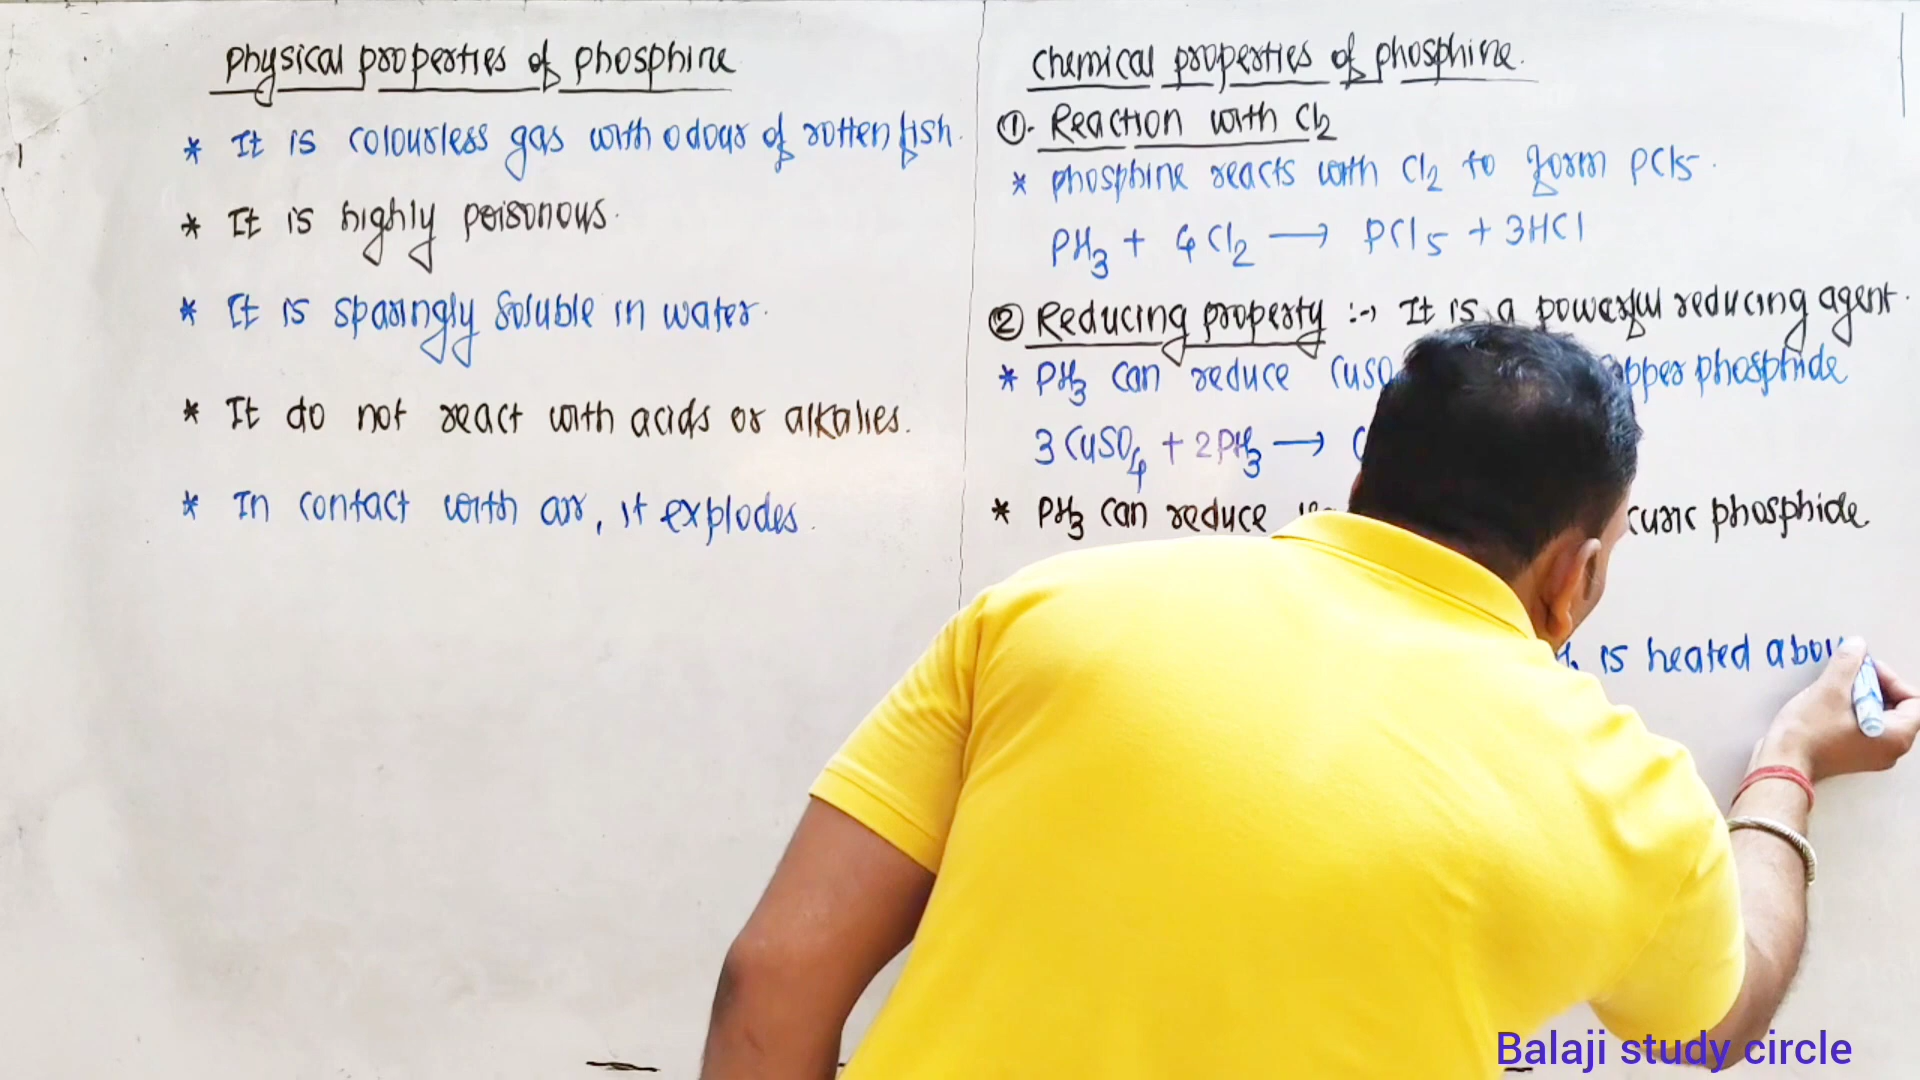 Physical properties of phosphine
* It is colourless gas with odour of rotten fish.
* It is highly poisonous.
* It is sparingly soluble in water.
* It do not react with acids or alkalies.
* In contact with air, it explodes.
Chemical properties of phosphine.
①. Reaction with Cl2
* phosphine reacts with Cl2 to form PCl5.
PH3 + 4Cl2 → PCl5 + 3HCl
② Reducing property :→ It is a powerful reducing agent.
* PH3 can reduce phosphide
3CuSO4 + 2PH3 →
* PH3 can reduce phosphide
is heated
Balaji study circle